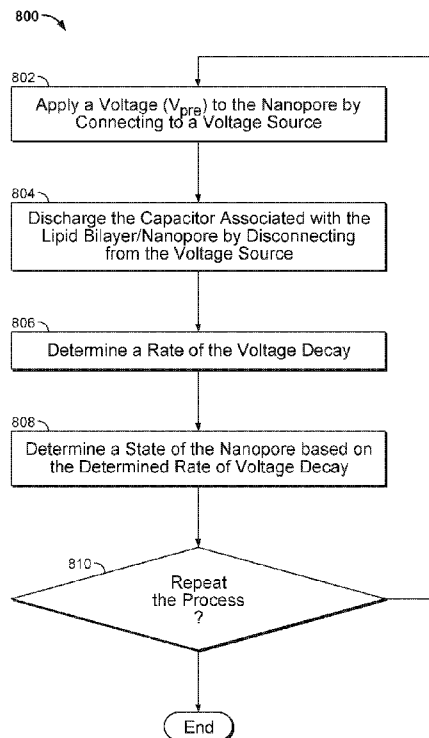 800
802
Apply a Voltage (Vpre) to the Nanopore by
Connecting to a Voltage Source
804
Discharge the Capacitor Associated with the
Lipid Bilayer/Nanopore by Disconnecting
from the Voltage Source
806
Determine a Rate of the Voltage Decay
808
Determine a State of the Nanopore based on
the Determined Rate of Voltage Decay
810
Repeat
the Process
?
End